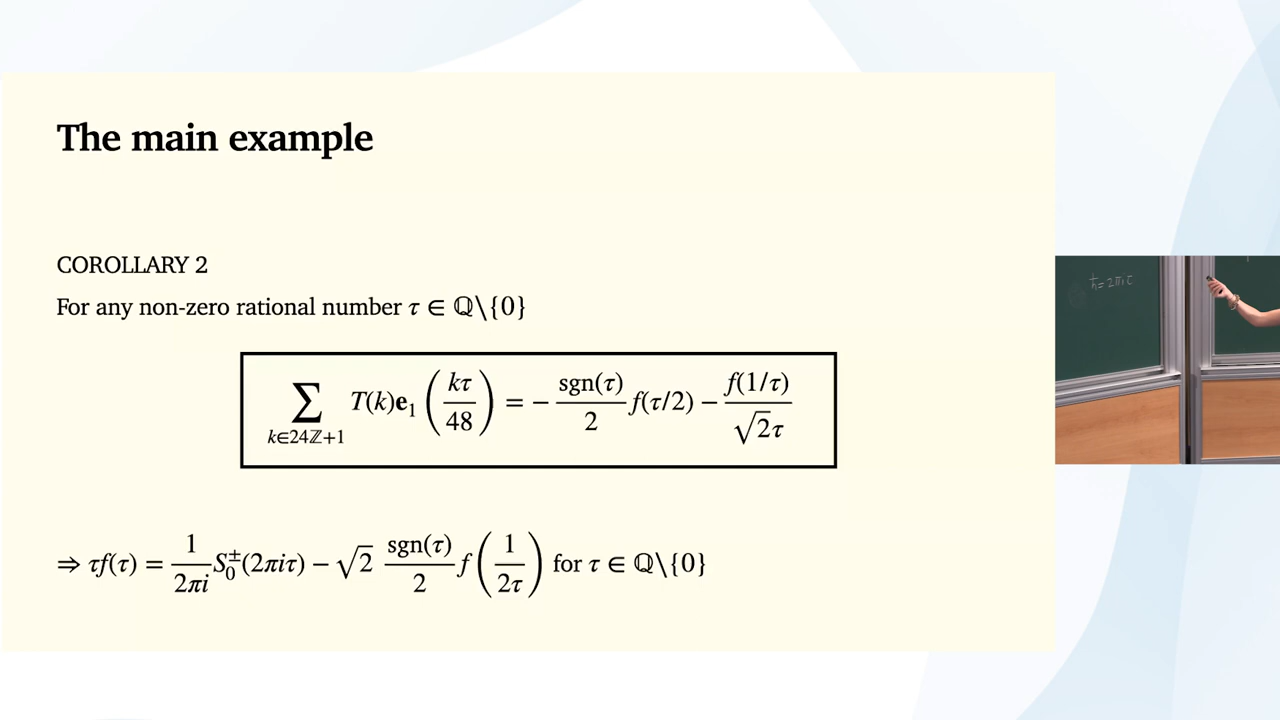 The main example
COROLLARY 2
For any non-zero rational number τ ∈ ℚ\{0}
∑_{k∈24ℤ+1} T(k)𝐞₁(kτ/48) = − sgn(τ)/2 f(τ/2) − f(1/τ)/(√2τ)
⇒ τf(τ) = 1/(2πi) S₀^±(2πiτ) − √2 sgn(τ)/2 f(1/(2τ)) for τ ∈ ℚ\{0}
ħ = 2πiτ